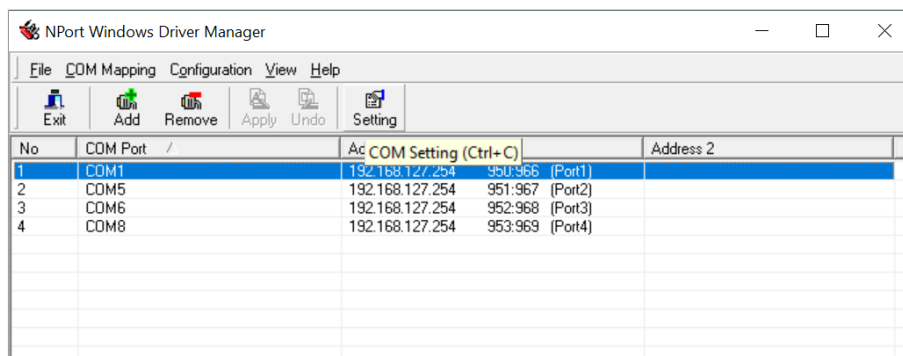 NPort Windows Driver Manager
File COM Mapping Configuration View Help
Exit Add Remove Apply Undo Setting
No COM Port Address 2
COM Setting (Ctrl+C)
1 COM1 192.168.127.254 950:966 (Port1)
2 COM5 192.168.127.254 951:967 (Port2)
3 COM6 192.168.127.254 952:968 (Port3)
4 COM8 192.168.127.254 953:969 (Port4)